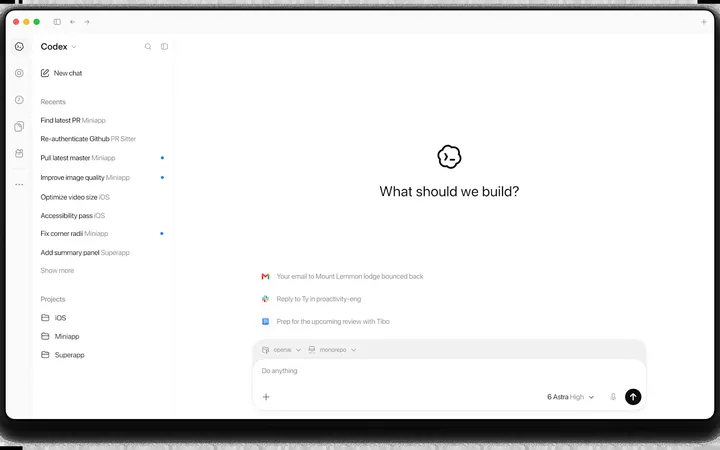 Codex
New chat
Recents
Find latest PR Miniapp
Re-authenticate Github PR Sitter
Pull latest master Miniapp
Improve image quality Miniapp
Optimize video size iOS
Accessibility pass iOS
Fix corner radii Miniapp
Add summary panel Superapp
Show more
Projects
iOS
Miniapp
Superapp
What should we build?
Your email to Mount Lemmon lodge bounced back
Reply to Ty in proactivity-eng
Prep for the upcoming review with Tibo
openai monorepo
Do anything
6 Astra High